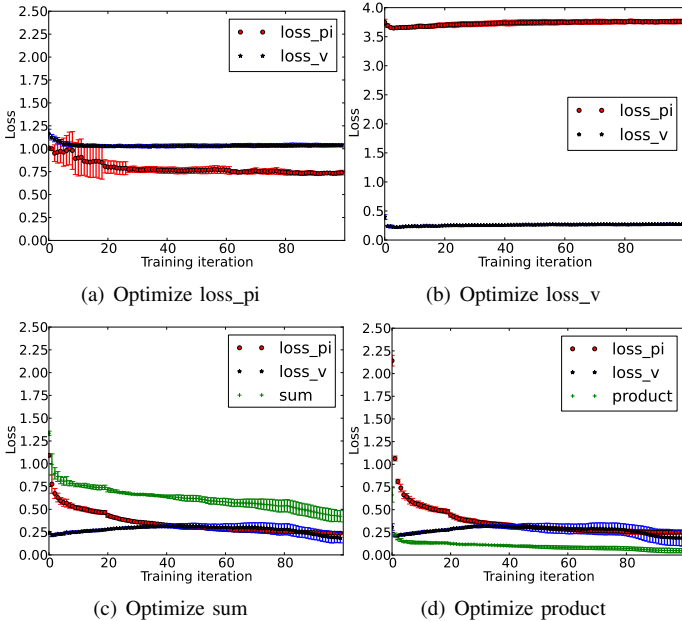 2.50
2.25
2.00
1.75
1.50
1.25
1.00
0.75
0.50
0.25
0.00
Loss
0 20 40 60 80
Training iteration
loss_pi
loss_v
(a) Optimize loss_pi
4.0
3.5
3.0
2.5
2.0
1.5
1.0
0.5
0.0
Loss
0 20 40 60 80
Training iteration
loss_pi
loss_v
(b) Optimize loss_v
2.50
2.25
2.00
1.75
1.50
1.25
1.00
0.75
0.50
0.25
0.00
Loss
0 20 40 60 80
Training iteration
loss_pi
loss_v
sum
(c) Optimize sum
2.50
2.25
2.00
1.75
1.50
1.25
1.00
0.75
0.50
0.25
0.00
Loss
0 20 40 60 80
Training iteration
loss_pi
loss_v
product
(d) Optimize product